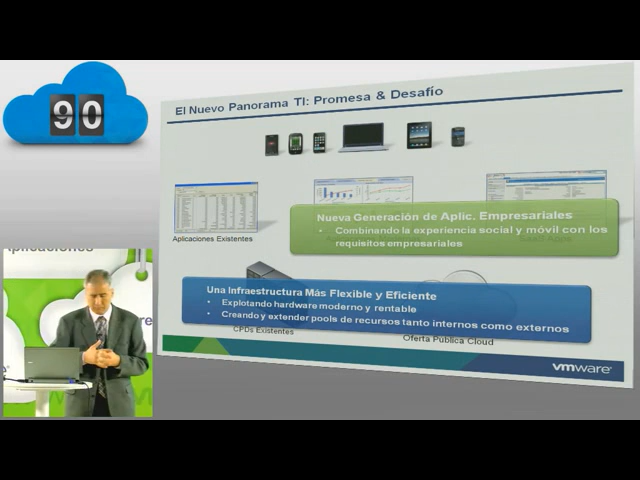 90
El Nuevo Panorama TI: Promesa & Desafío
Aplicaciones Existentes
Nueva Generación de Aplic. Empresariales
• Combinando la experiencia social y móvil con los
requisitos empresariales
Una Infraestructura Más Flexible y Eficiente
• Explotando hardware moderno y rentable
• Creando y extender pools de recursos tanto internos como externos
CPDs Existentes
Oferta Pública Cloud
vmware